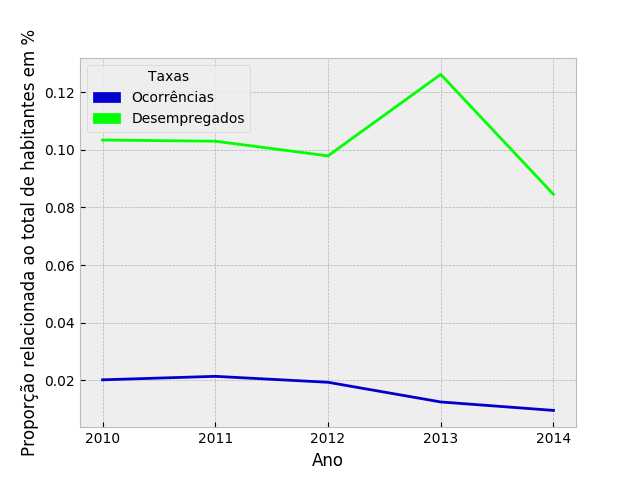 Proporção relacionada ao total de habitantes em %
Taxas
Ocorrências
Desempregados
0.12
0.10
0.08
0.06
0.04
0.02
2010 2011 2012 2013 2014
Ano